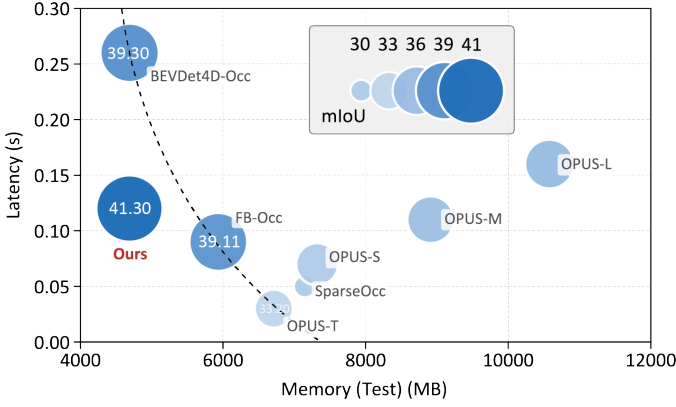 0.30
0.25
0.20
0.15
0.10
0.05
0.00
Latency (s)
39.30
BEVDet4D-Occ
30 33 36 39 41
mIoU
OPUS-L
41.30
Ours
FB-Occ
39.11
OPUS-M
OPUS-S
SparseOcc
33.20
OPUS-T
4000 6000 8000 10000 12000
Memory (Test) (MB)